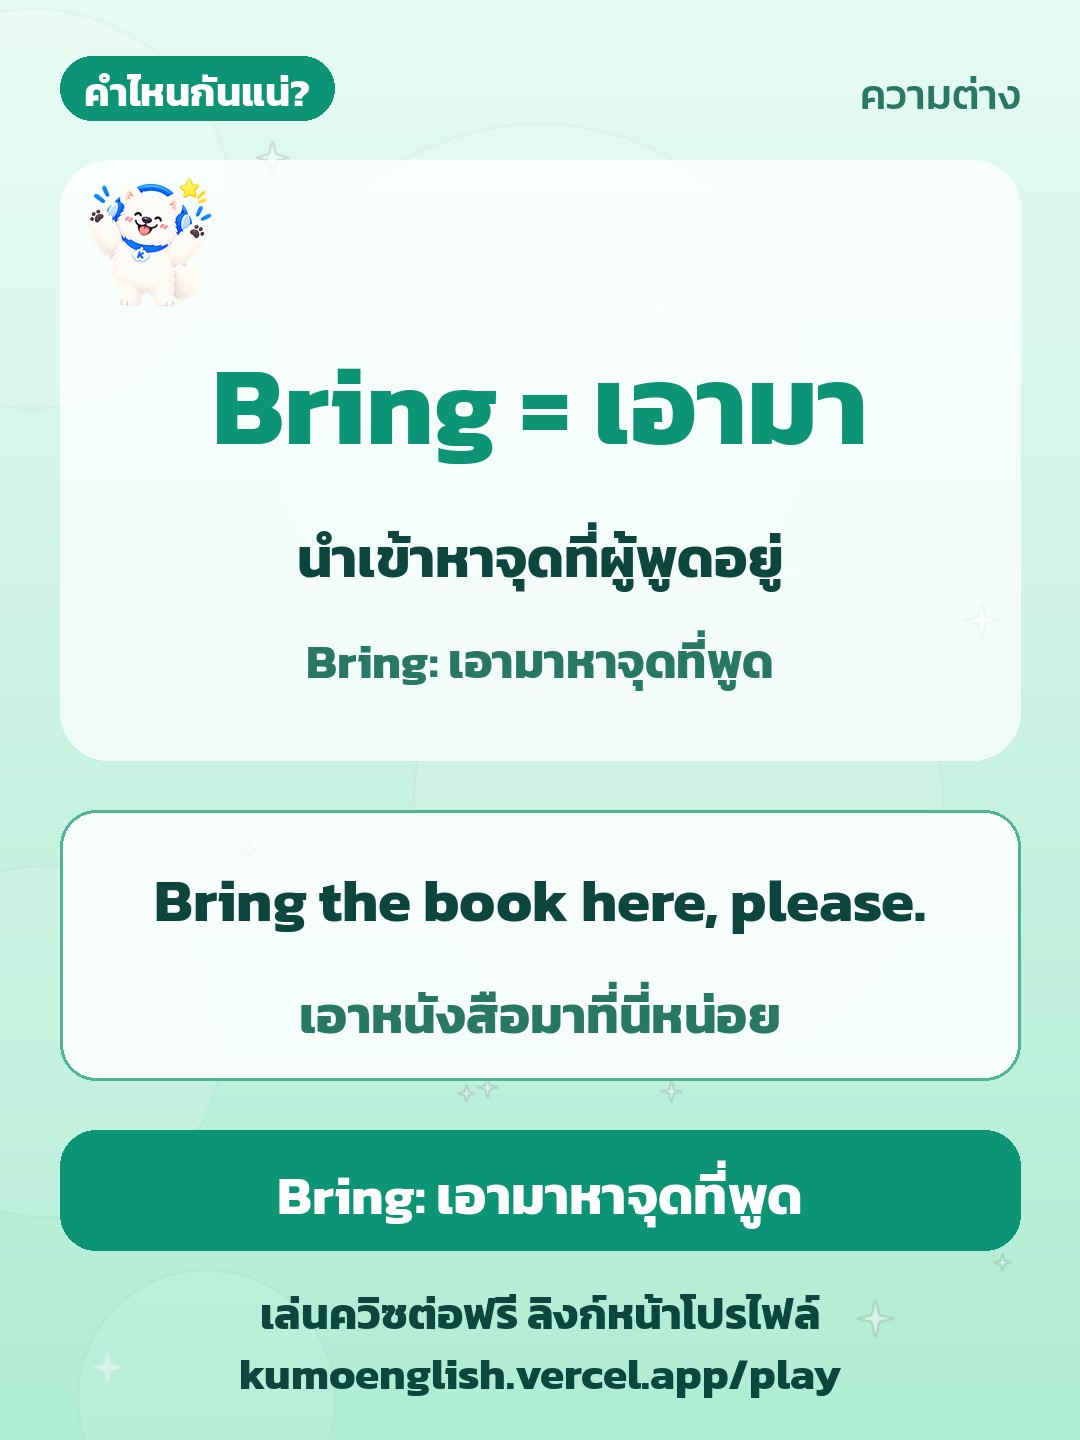 คำไหนกันแน่?
ความต่าง
K
Bring = เอามา
นำเข้าหาจุดที่ผู้พูดอยู่
Bring: เอามาหาจุดที่พูด
Bring the book here, please.
เอาหนังสือมาที่นี่หน่อย
Bring: เอามาหาจุดที่พูด
เล่นควิซต่อฟรี ลิงก์หน้าโปรไฟล์
kumoenglish.vercel.app/play